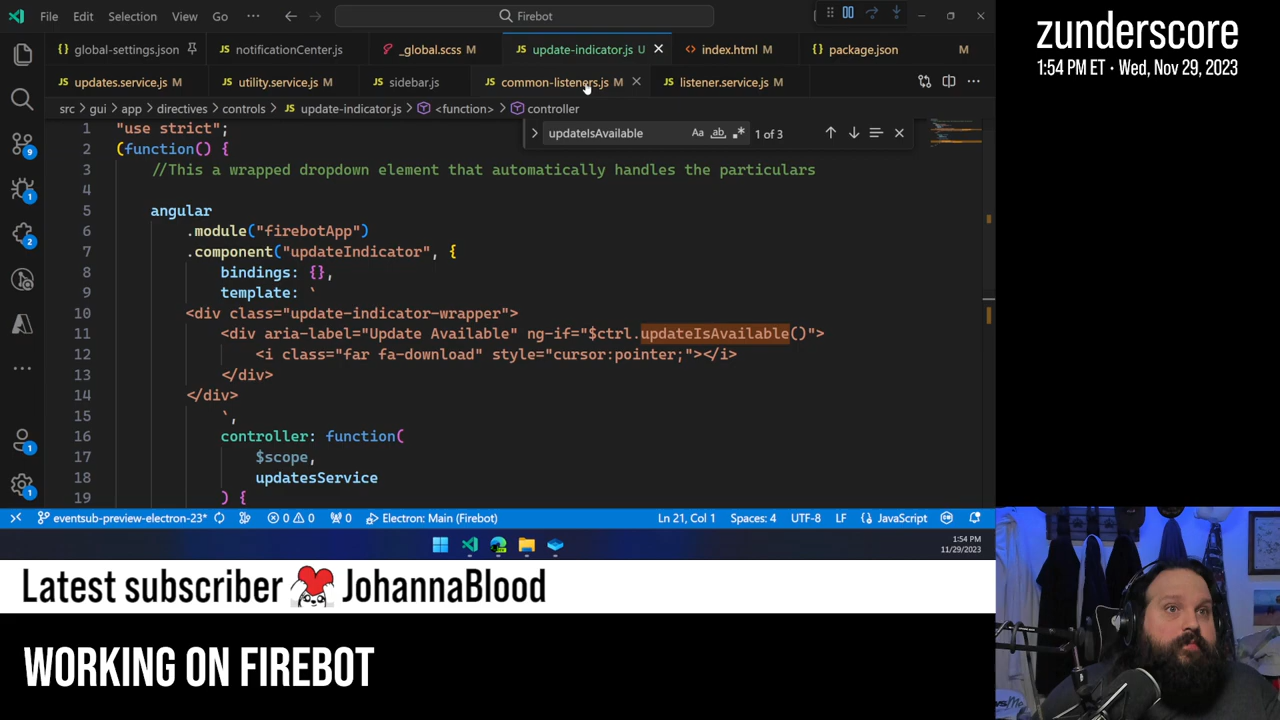 File Edit Selection View Go ··· Firebot
global-settings.json notificationCenter.js _global.scss M update-indicator.js U index.html M package.json M
updates.service.js M utility.service.js M sidebar.js common-listeners.js M listener.service.js M
src > gui > app > directives > controls > update-indicator.js > <function> > controller
updateIsAvailable Aa ab 1 of 3
1 "use strict";
2 (function() {
3 //This a wrapped dropdown element that automatically handles the particulars
4
5 angular
6 .module("firebotApp")
7 .component("updateIndicator", {
8 bindings: {},
9 template: `
10 <div class="update-indicator-wrapper">
11 <div aria-label="Update Available" ng-if="$ctrl.updateIsAvailable()">
12 <i class="far fa-download" style="cursor:pointer;"></i>
13 </div>
14 </div>
15 `,
16 controller: function(
17 $scope,
18 updatesService
19 ) {
9
1
2
1
1
eventsub-preview-electron-23* 0 0 0 Electron: Main (Firebot) Ln 21, Col 1 Spaces: 4 UTF-8 LF {} JavaScript
1:54 PM
11/29/2023
zunderscore
1:54 PM ET • Wed, Nov 29, 2023
Latest subscriber JohannaBlood
WORKING ON FIREBOT